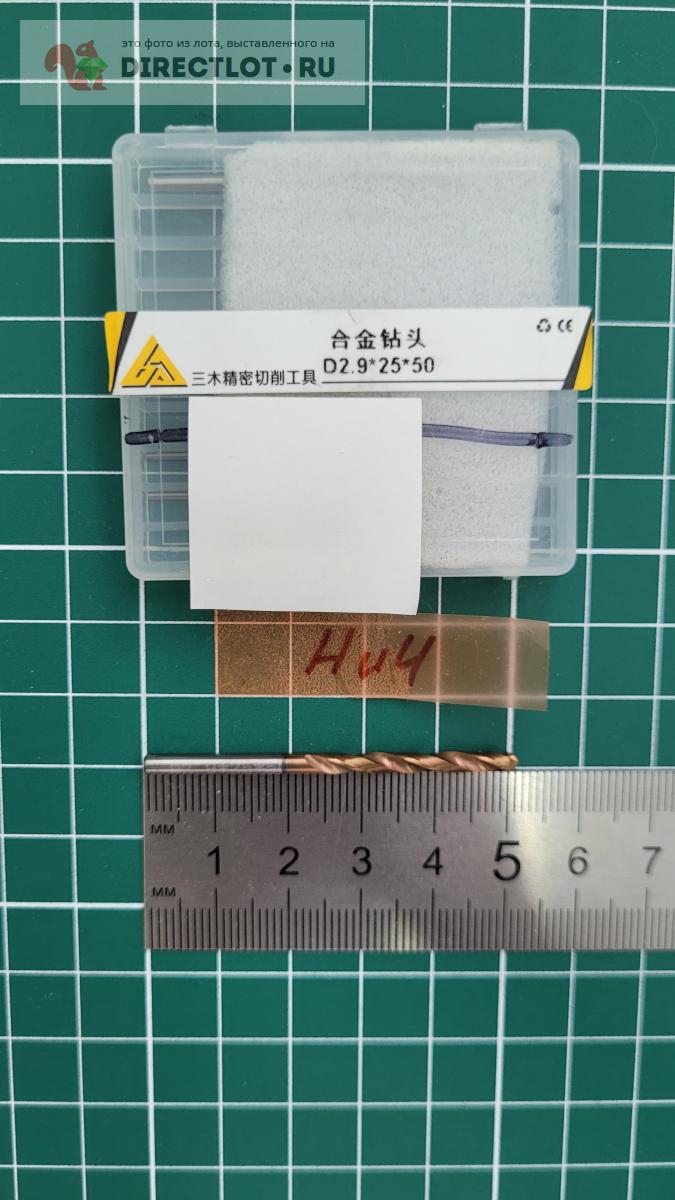 это фото из лота, выставленного на
DIRECTLOT•RU
合金钻头
CE
三木精密切削工具 D2.9*25*50
Ни4
мм
1 2 3 4 5 6 7
мм